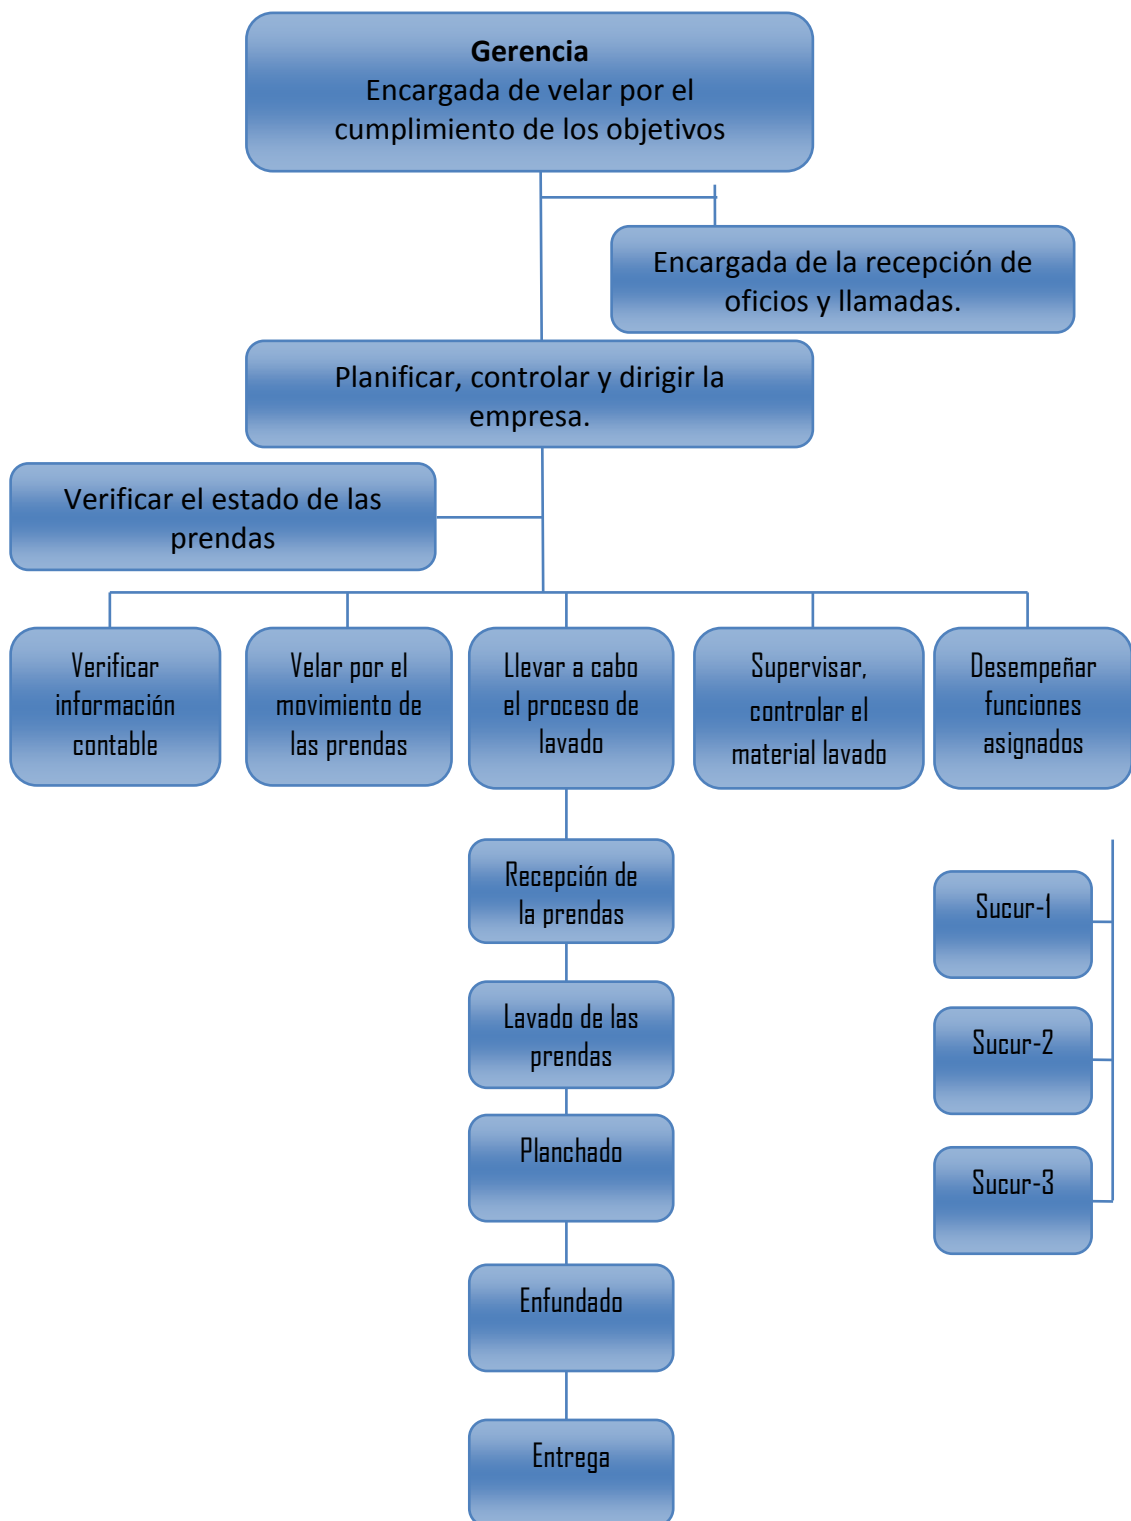 Gerencia
Encargada de velar por el
cumplimiento de los objetivos
Encargada de la recepción de
oficios y llamadas.
Planificar, controlar y dirigir la
empresa.
Verificar el estado de las
prendas
Verificar
información
contable
Velar por el
movimiento de
las prendas
Llevar a cabo
el proceso de
lavado
Supervisar,
controlar el
material lavado
Desempeñar
funciones
asignados
Recepción de
la prendas
Lavado de las
prendas
Planchado
Enfundado
Entrega
Sucur-1
Sucur-2
Sucur-3